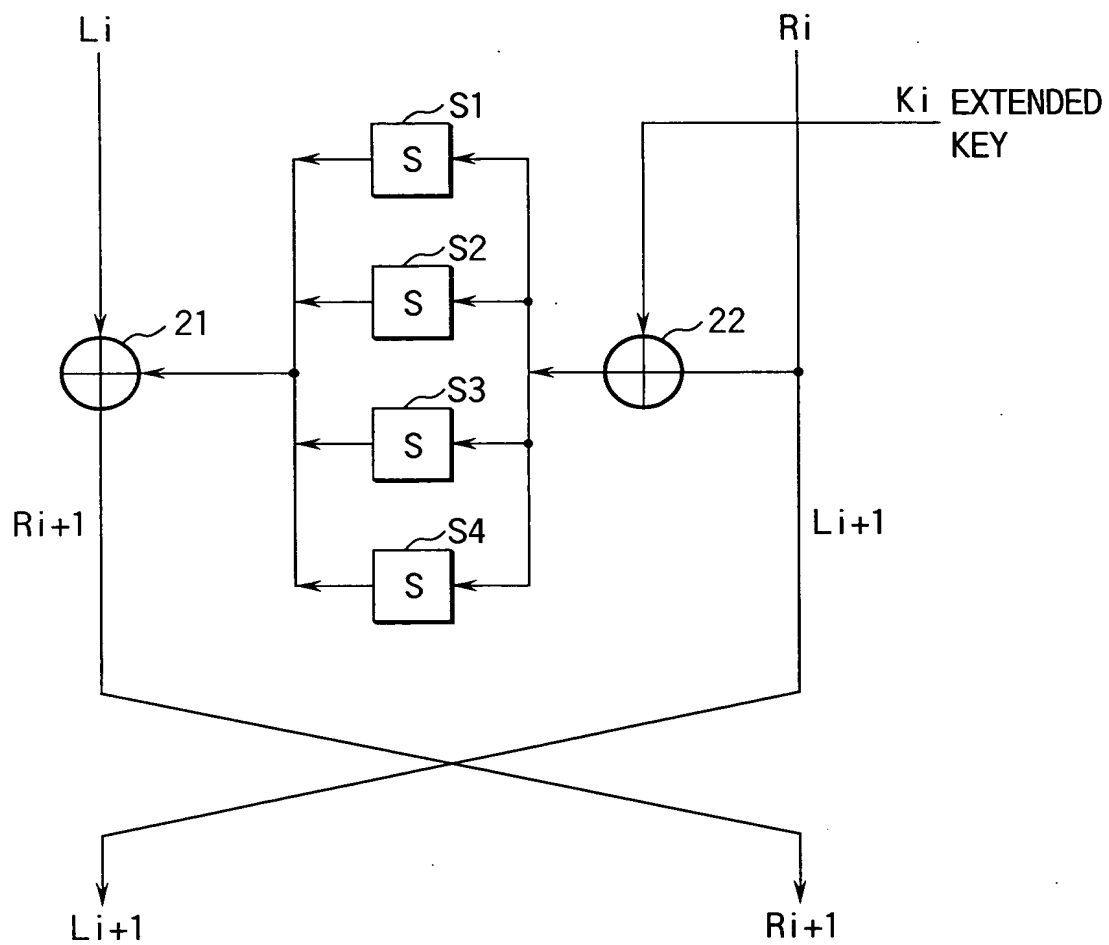 Li
Ri
Ki EXTENDED
KEY
S1
S
S2
S
21
22
S3
S
S4
S
Ri+1
Li+1
Li+1
Ri+1